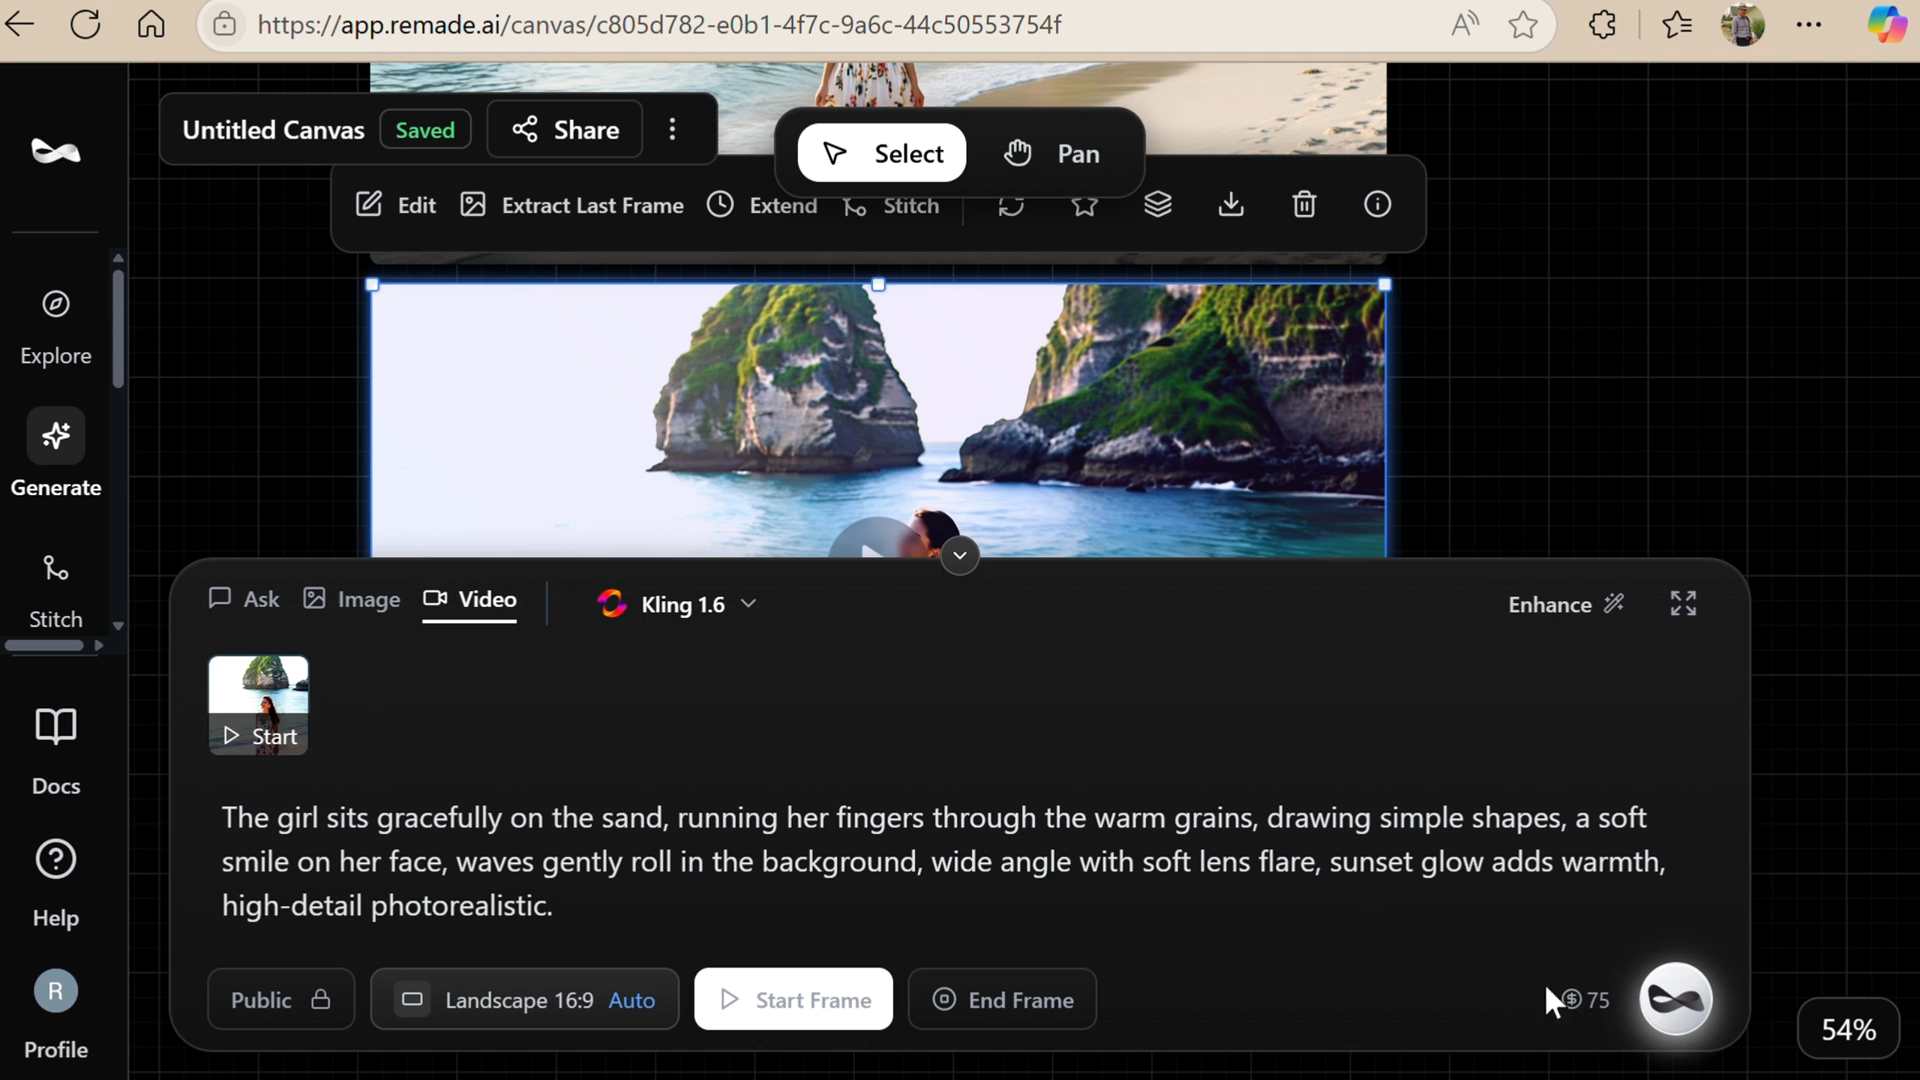 https://app.remade.ai/canvas/c805d782-e0b1-4f7c-9a6c-44c50553754f
Untitled Canvas Saved Share
Select Pan
Edit Extract Last Frame Extend Stitch
Explore
Generate
Stitch
Docs
Help
R
Profile
Ask Image Video Kling 1.6 Enhance
Start
The girl sits gracefully on the sand, running her fingers through the warm grains, drawing simple shapes, a soft
smile on her face, waves gently roll in the background, wide angle with soft lens flare, sunset glow adds warmth,
high-detail photorealistic.
Public Landscape 16:9 Auto Start Frame End Frame 75
54%